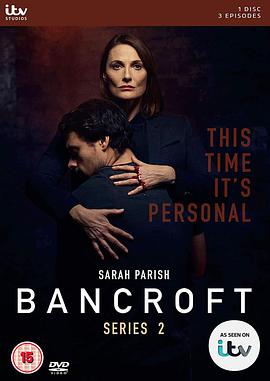 itv
STUDIOS
1 DISC
3 EPISODES
THIS
TIME
IT'S
PERSONAL
SARAH PARISH
BANCROFT
SERIES 2
15
DVD
VIDEO
AS SEEN ON
itv